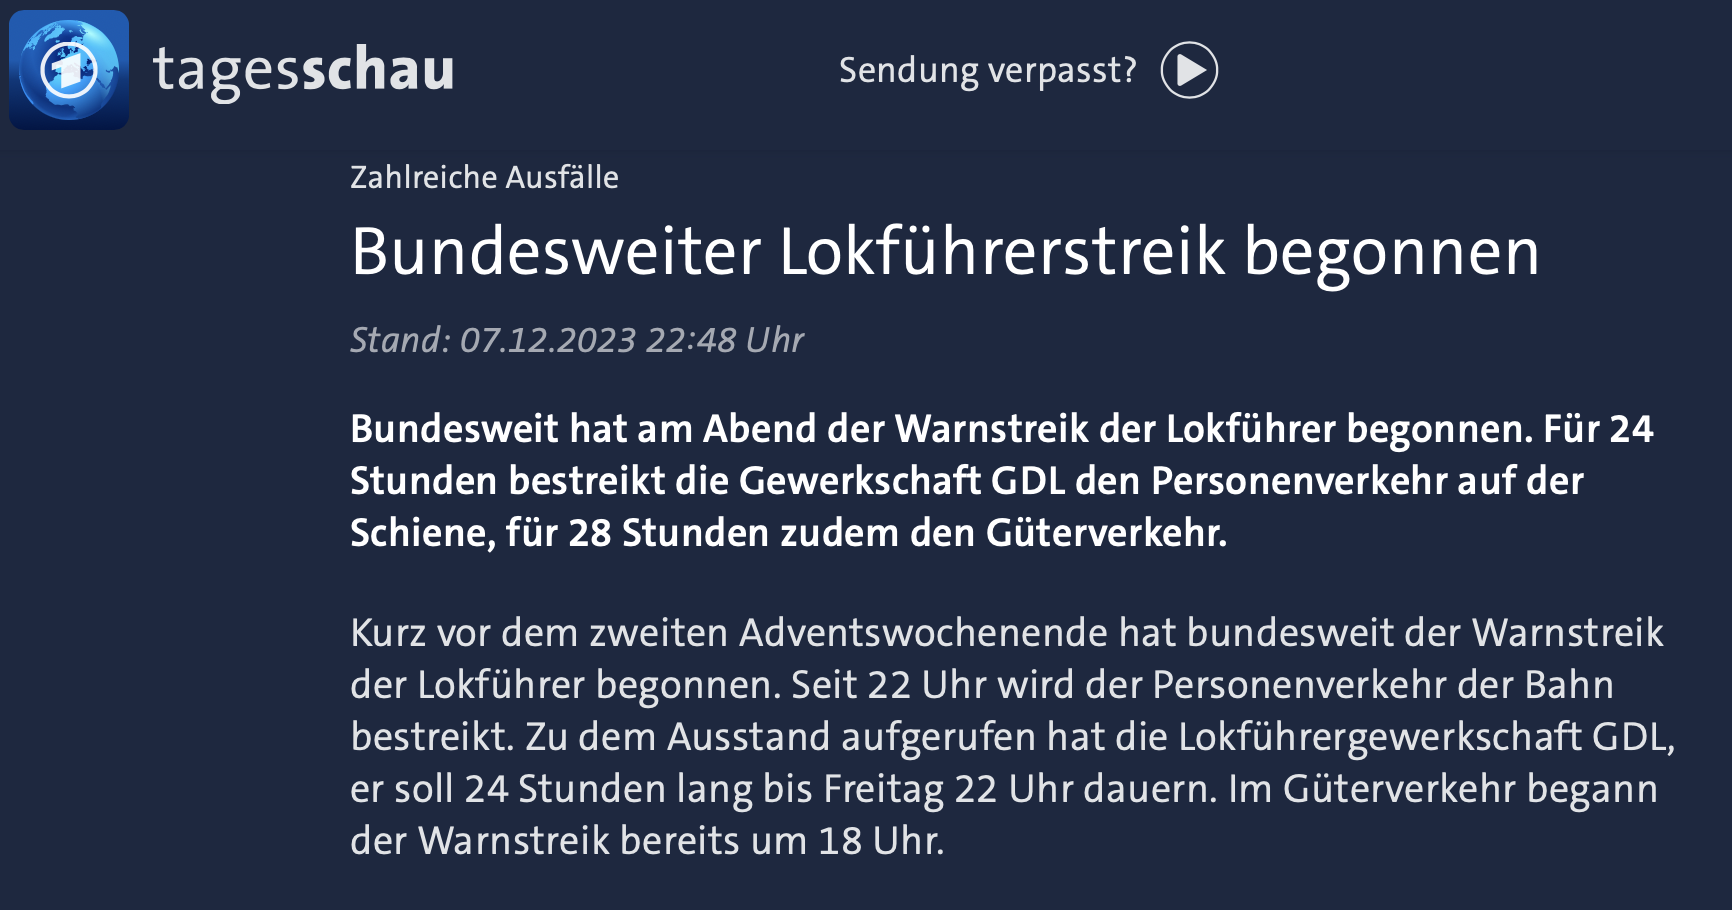 tagesschau
Sendung verpasst?
Zahlreiche Ausfälle
Bundesweiter Lokführerstreik begonnen
Stand: 07.12.2023 22:48 Uhr
Bundesweit hat am Abend der Warnstreik der Lokführer begonnen. Für 24
Stunden bestreikt die Gewerkschaft GDL den Personenverkehr auf der
Schiene, für 28 Stunden zudem den Güterverkehr.
Kurz vor dem zweiten Adventswochenende hat bundesweit der Warnstreik
der Lokführer begonnen. Seit 22 Uhr wird der Personenverkehr der Bahn
bestreikt. Zu dem Ausstand aufgerufen hat die Lokführergewerkschaft GDL,
er soll 24 Stunden lang bis Freitag 22 Uhr dauern. Im Güterverkehr begann
der Warnstreik bereits um 18 Uhr.